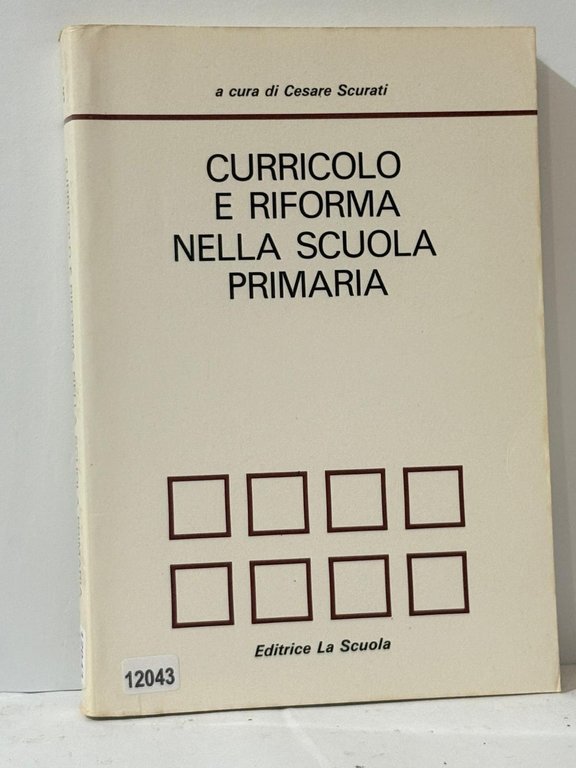 a cura di Cesare Scurati
CURRICOLO
E RIFORMA
NELLA SCUOLA
PRIMARIA
Editrice La Scuola
12043